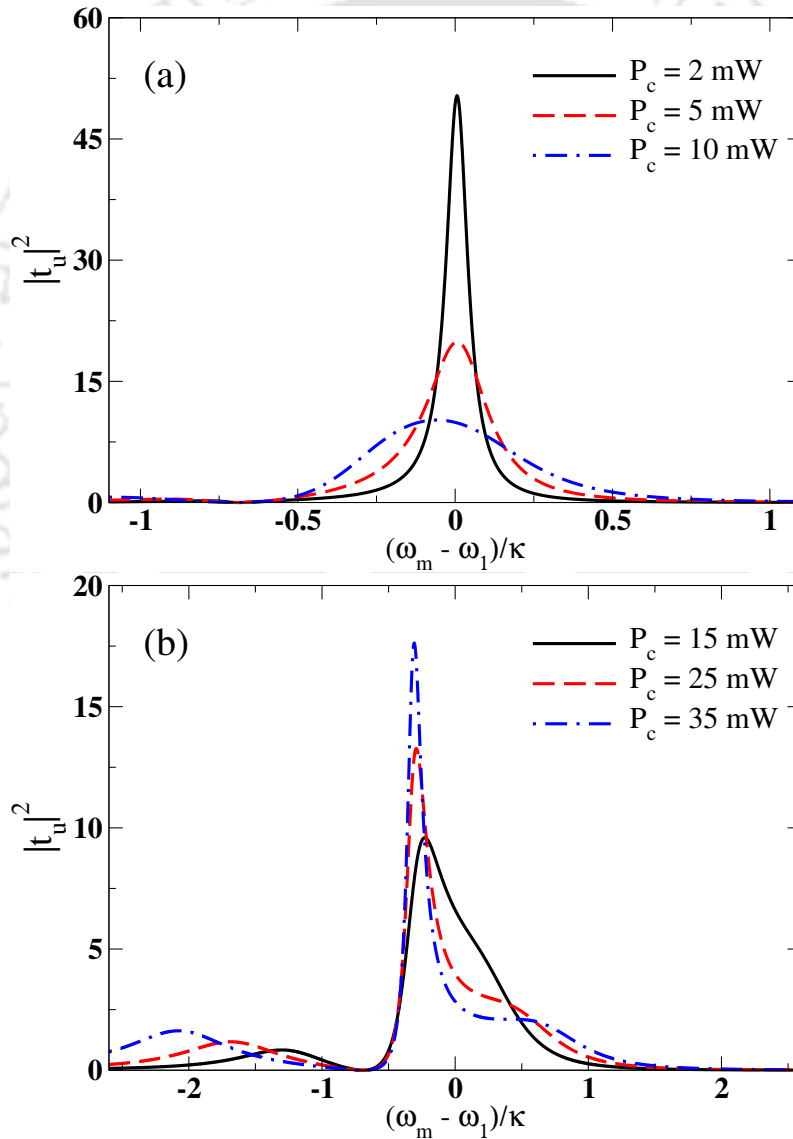 60
45
30
15
0
|t_u|^2
(a)
P_c = 2 mW
P_c = 5 mW
P_c = 10 mW
-1 -0.5 0 0.5 1
(ω_m - ω_1)/κ
20
15
10
5
0
|t_u|^2
(b)
P_c = 15 mW
P_c = 25 mW
P_c = 35 mW
-2 -1 0 1 2
(ω_m - ω_1)/κ